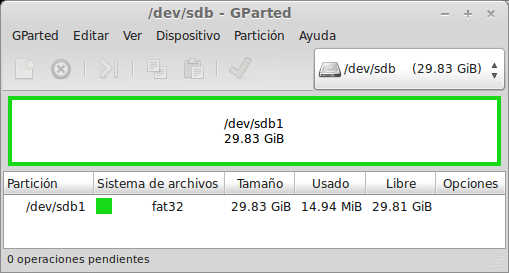 /dev/sdb - GParted
GParted Editar Ver Dispositivo Partición Ayuda
/dev/sdb (29.83 GiB)
/dev/sdb1
29.83 GiB
Partición Sistema de archivos Tamaño Usado Libre Opciones
/dev/sdb1 fat32 29.83 GiB 14.94 MiB 29.81 GiB
0 operaciones pendientes